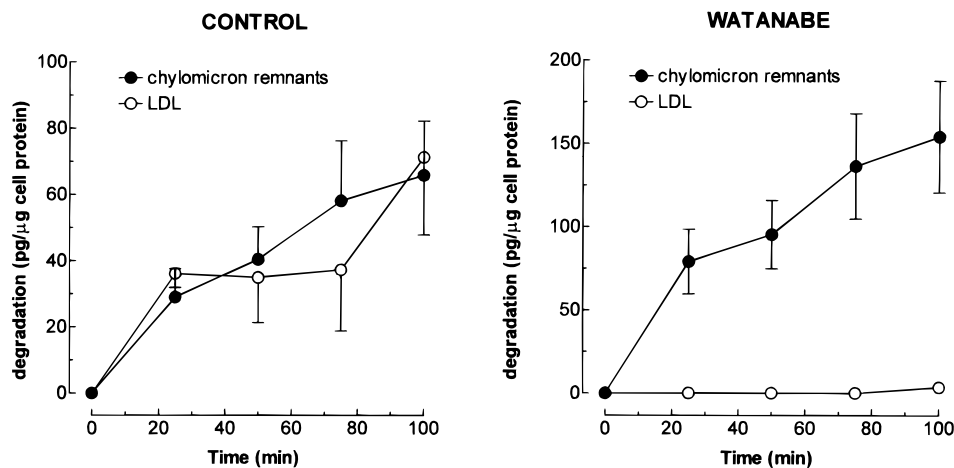 CONTROL
100
80
60
40
20
0
degradation (pg/μg cell protein)
chylomicron remnants
LDL
0 20 40 60 80 100
Time (min)
WATANABE
200
150
100
50
0
degradation (pg/μg cell protein)
chylomicron remnants
LDL
0 20 40 60 80 100
Time (min)